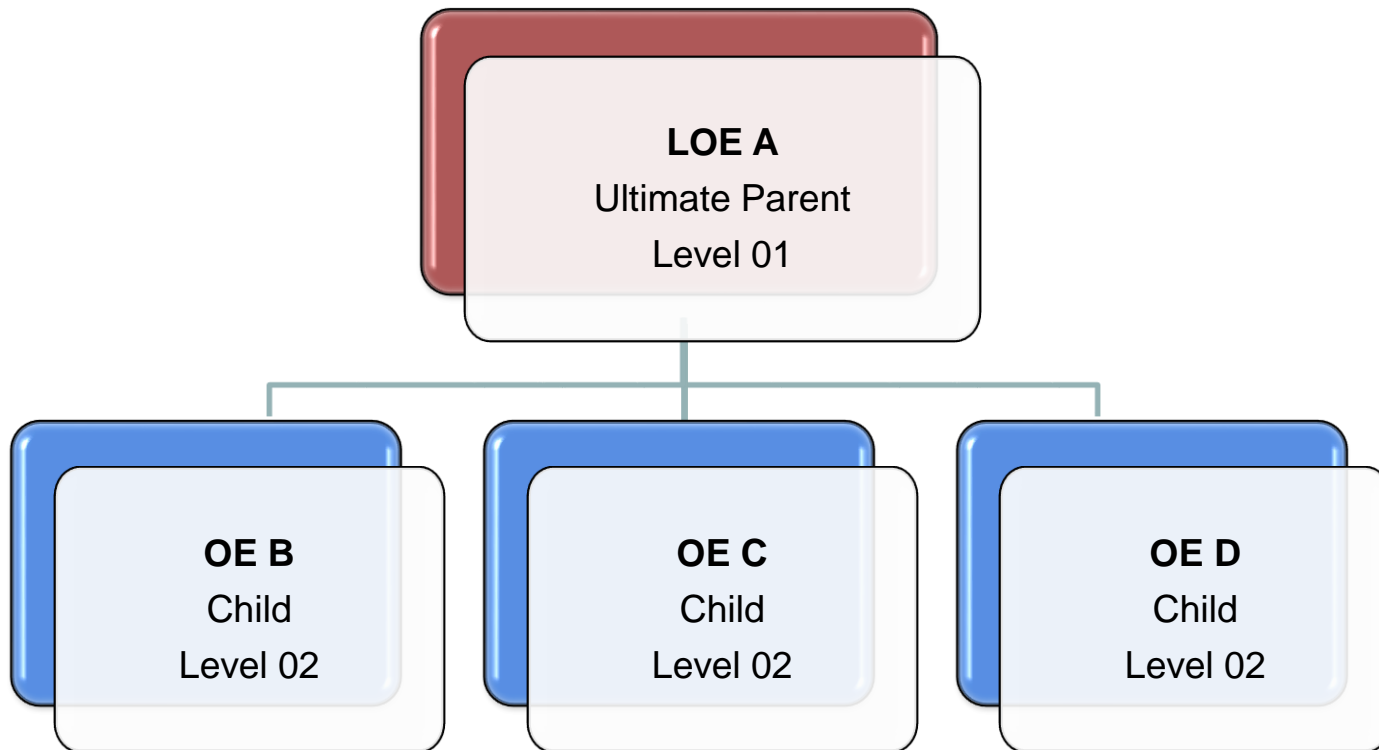 LOE A
Ultimate Parent
Level 01
OE B
Child
Level 02
OE C
Child
Level 02
OE D
Child
Level 02